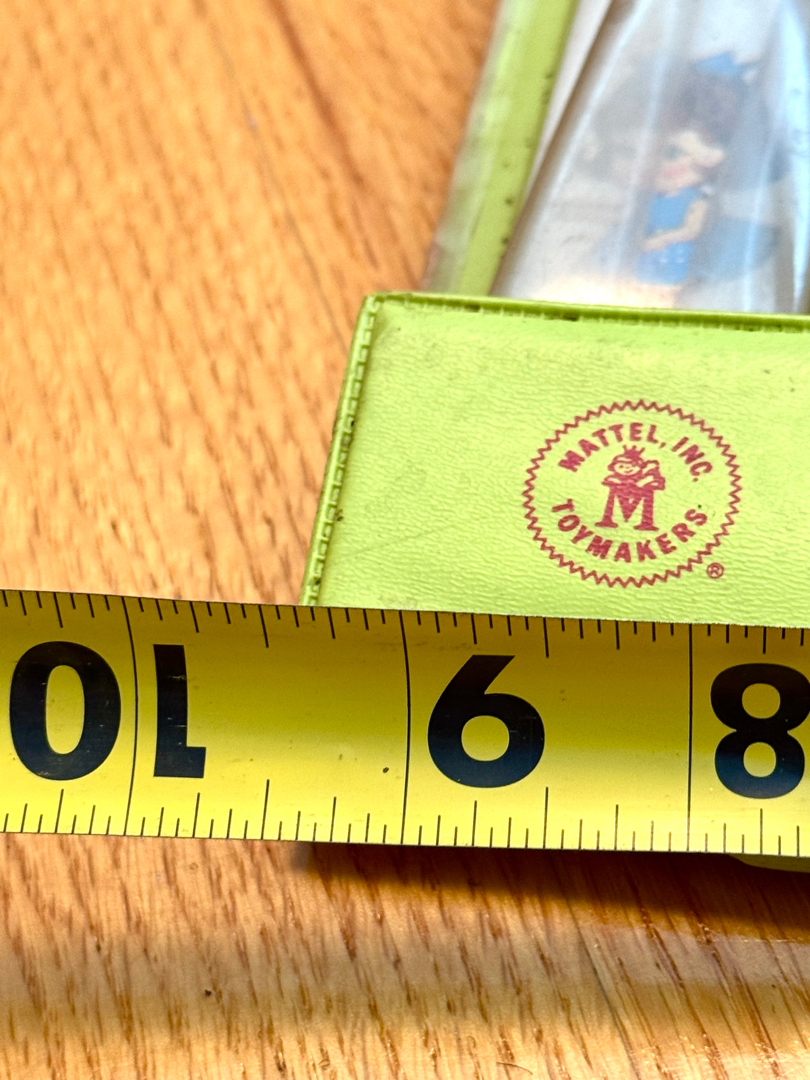 MATTEL, INC.
M
TOYMAKERS
®
10 9 8